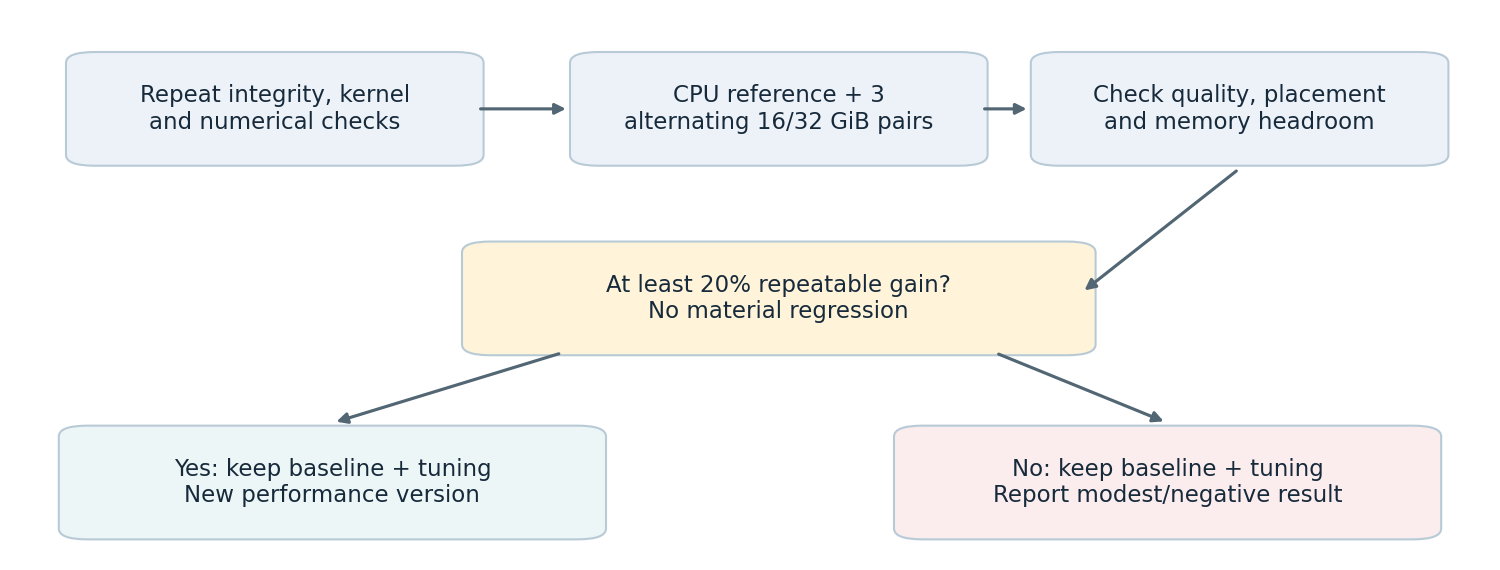 Repeat integrity, kernel
and numerical checks
CPU reference + 3
alternating 16/32 GiB pairs
Check quality, placement
and memory headroom
At least 20% repeatable gain?
No material regression
Yes: keep baseline + tuning
New performance version
No: keep baseline + tuning
Report modest/negative result